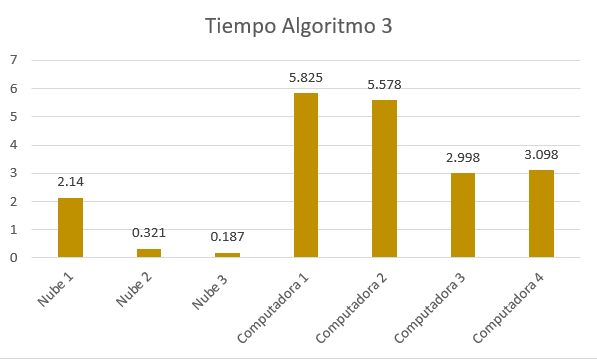 Tiempo Algoritmo 3
7
6
5
4
3
2
1
0
2.14
0.321
0.187
5.825
5.578
2.998
3.098
Nube 1
Nube 2
Nube 3
Computadora 1
Computadora 2
Computadora 3
Computadora 4